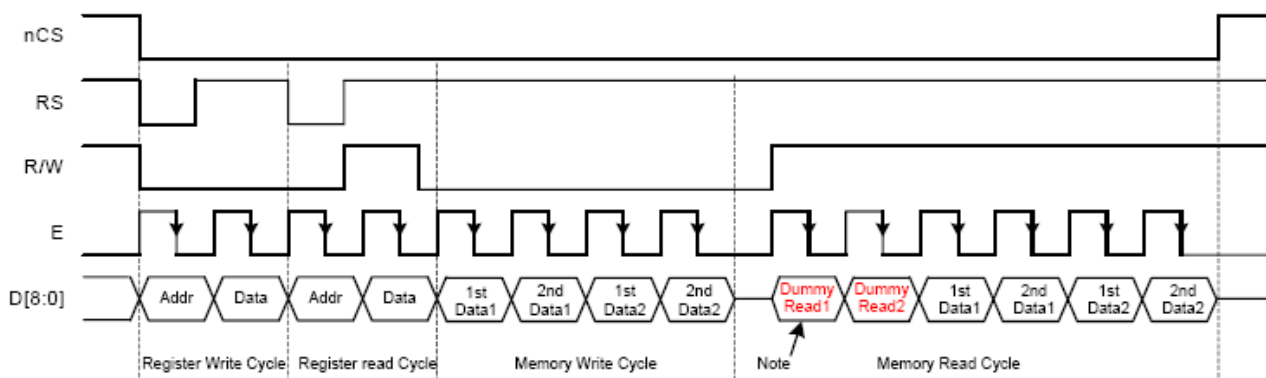 nCS
RS
R/W
E
D[8:0]
Addr
Data
Addr
Data
1st
Data1
2nd
Data1
1st
Data2
2nd
Data2
Dummy
Read1
Dummy
Read2
1st
Data1
2nd
Data1
1st
Data2
2nd
Data2
Register Write Cycle
Register read Cycle
Memory Write Cycle
Note
Memory Read Cycle